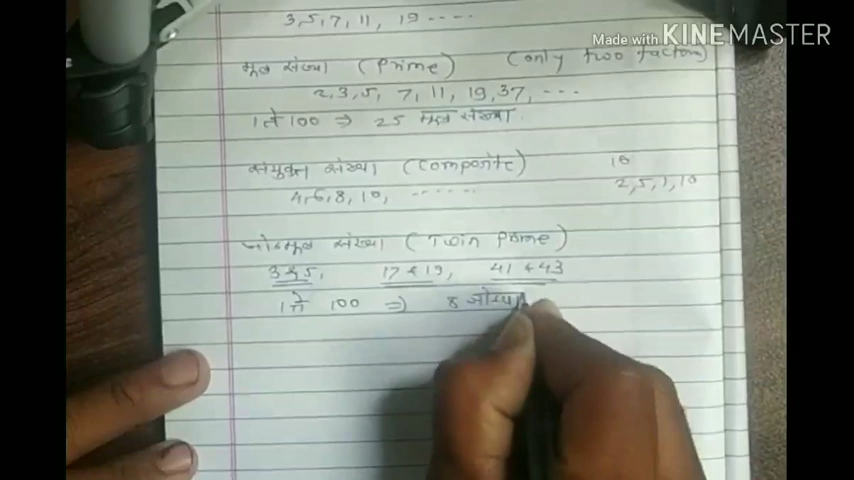 Made with KINEMASTER
3, 5, 7, 11, 19 ----
मूळ संख्या (Prime) (only two factors)
2, 3, 5, 7, 11, 19, 37, ---
1 ते 100 ⇒ 25 मूळ संख्या.
संयुक्त संख्या (composite) 10
4, 6, 8, 10, ------- 2, 5, 1, 10
जोडमूळ संख्या (Twin Prime)
3 & 5, 17 & 19, 41 & 43
1 ते 100 ⇒ 8 जोड्या